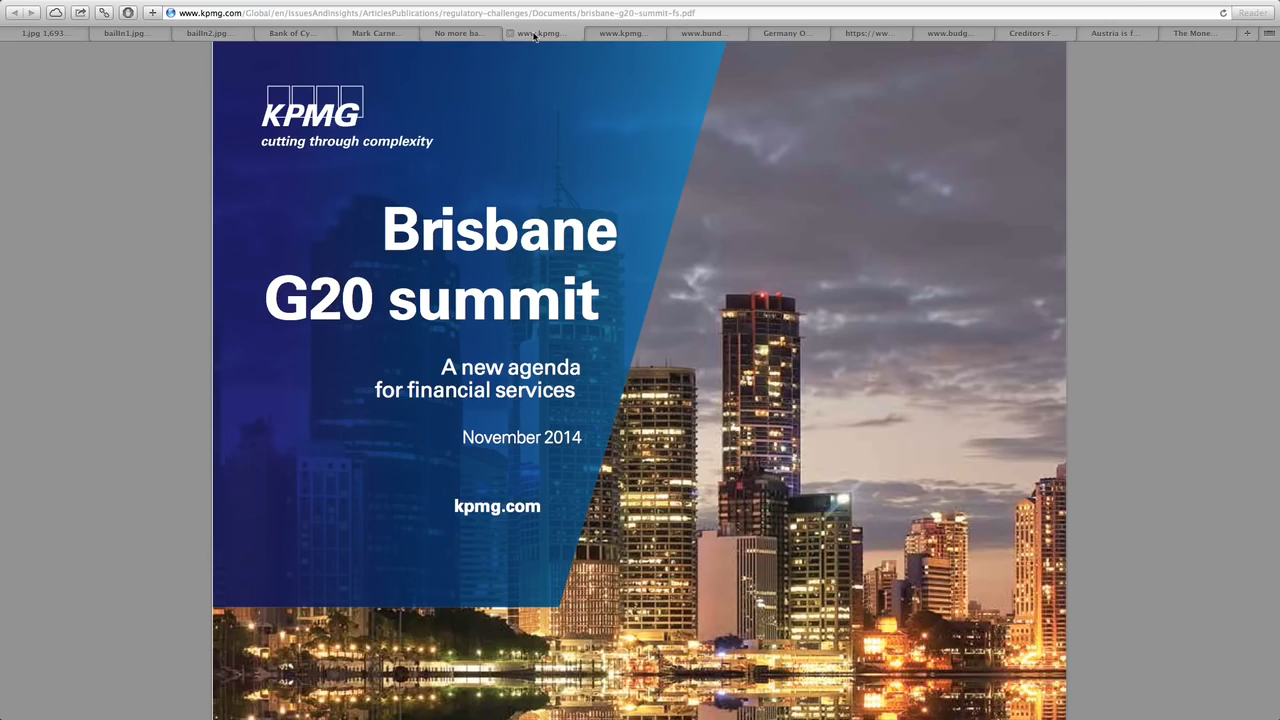 www.kpmg.com/Global/en/IssuesAndInsights/ArticlesPublications/regulatory-challenges/Documents/brisbane-g20-summit-fs.pdf
Reader
1.jpg 1,693...
bailIn1.jpg...
bailIn2.jpg...
Bank of Cy...
Mark Carne...
No more ba...
www.kpmg...
www.kpmg...
www.bund...
Germany O...
https://ww...
www.budg...
Creditors F...
Austria is f...
The Mone...
KPMG
cutting through complexity
Brisbane
G20 summit
A new agenda
for financial services
November 2014
kpmg.com